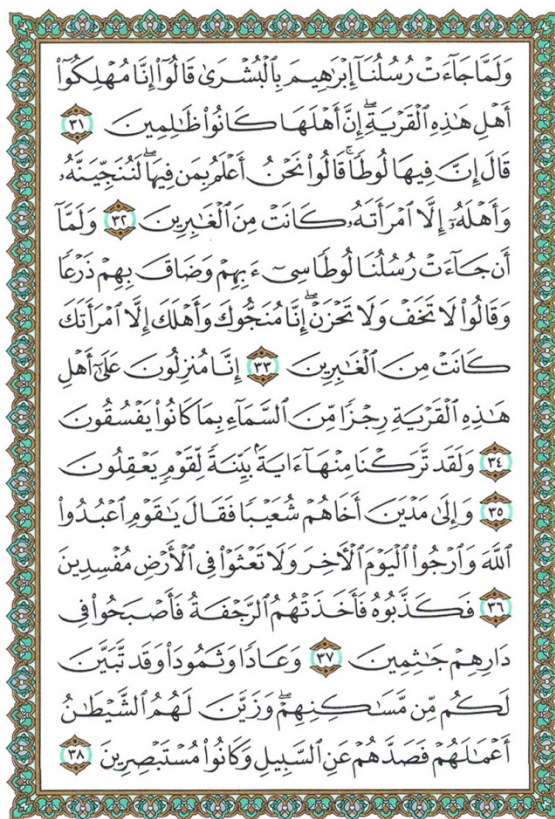 وَلَمَّا جَآءَتْ رُسُلُنَآ إِبْرَٰهِيمَ بِٱلْبُشْرَىٰ قَالُوٓا۟ إِنَّا مُهْلِكُوٓا۟
أَهْلِ هَٰذِهِ ٱلْقَرْيَةِ ۖ إِنَّ أَهْلَهَا كَانُوا۟ ظَٰلِمِينَ ٣١
قَالَ إِنَّ فِيهَا لُوطًا ۚ قَالُوا۟ نَحْنُ أَعْلَمُ بِمَن فِيهَا ۖ لَنُنَجِّيَنَّهُۥ
وَأَهْلَهُۥٓ إِلَّا ٱمْرَأَتَهُۥ كَانَتْ مِنَ ٱلْغَٰبِرِينَ ٣٢ وَلَمَّآ
أَن جَآءَتْ رُسُلُنَا لُوطًا سِىٓءَ بِهِمْ وَضَاقَ بِهِمْ ذَرْعًا
وَقَالُوا۟ لَا تَخَفْ وَلَا تَحْزَنْ ۖ إِنَّا مُنَجُّوكَ وَأَهْلَكَ إِلَّا ٱمْرَأَتَكَ
كَانَتْ مِنَ ٱلْغَٰبِرِينَ ٣٣ إِنَّا مُنزِلُونَ عَلَىٰٓ أَهْلِ
هَٰذِهِ ٱلْقَرْيَةِ رِجْزًا مِّنَ ٱلسَّمَآءِ بِمَا كَانُوا۟ يَفْسُقُونَ
٣٤ وَلَقَد تَّرَكْنَا مِنْهَآ ءَايَةًۢ بَيِّنَةً لِّقَوْمٍ يَعْقِلُونَ
٣٥ وَإِلَىٰ مَدْيَنَ أَخَاهُمْ شُعَيْبًا فَقَالَ يَٰقَوْمِ ٱعْبُدُوا۟
ٱللَّهَ وَٱرْجُوا۟ ٱلْيَوْمَ ٱلْأَخِرَ وَلَا تَعْثَوْا۟ فِى ٱلْأَرْضِ مُفْسِدِينَ
٣٦ فَكَذَّبُوهُ فَأَخَذَتْهُمُ ٱلرَّجْفَةُ فَأَصْبَحُوا۟ فِى
دَارِهِمْ جَٰثِمِينَ ٣٧ وَعَادًا وَثَمُودَا۟ وَقَد تَّبَيَّنَ
لَكُم مِّن مَّسَٰكِنِهِمْ ۖ وَزَيَّنَ لَهُمُ ٱلشَّيْطَٰنُ
أَعْمَٰلَهُمْ فَصَدَّهُمْ عَنِ ٱلسَّبِيلِ وَكَانُوا۟ مُسْتَبْصِرِينَ ٣٨